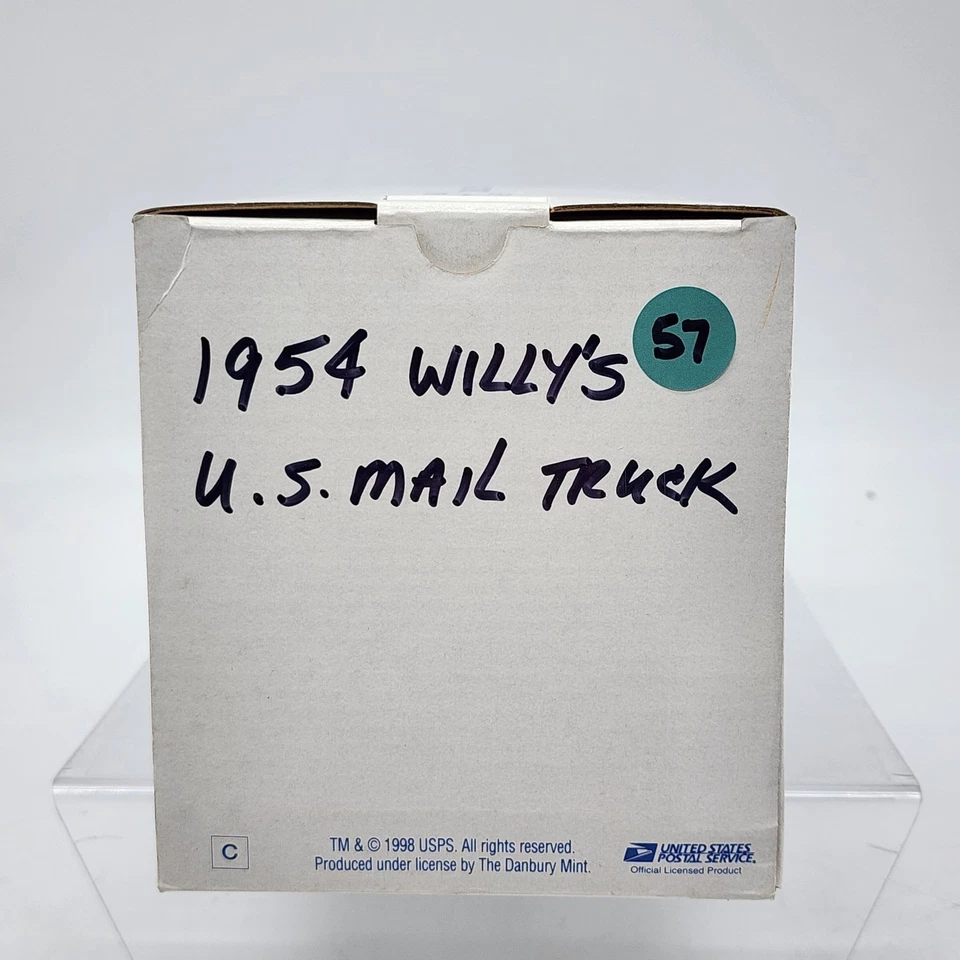 57
1954 WILLY'S
U.S. MAIL TRUCK
C
TM & © 1998 USPS. All rights reserved.
Produced under license by The Danbury Mint.
UNITED STATES
POSTAL SERVICE.
Official Licensed Product